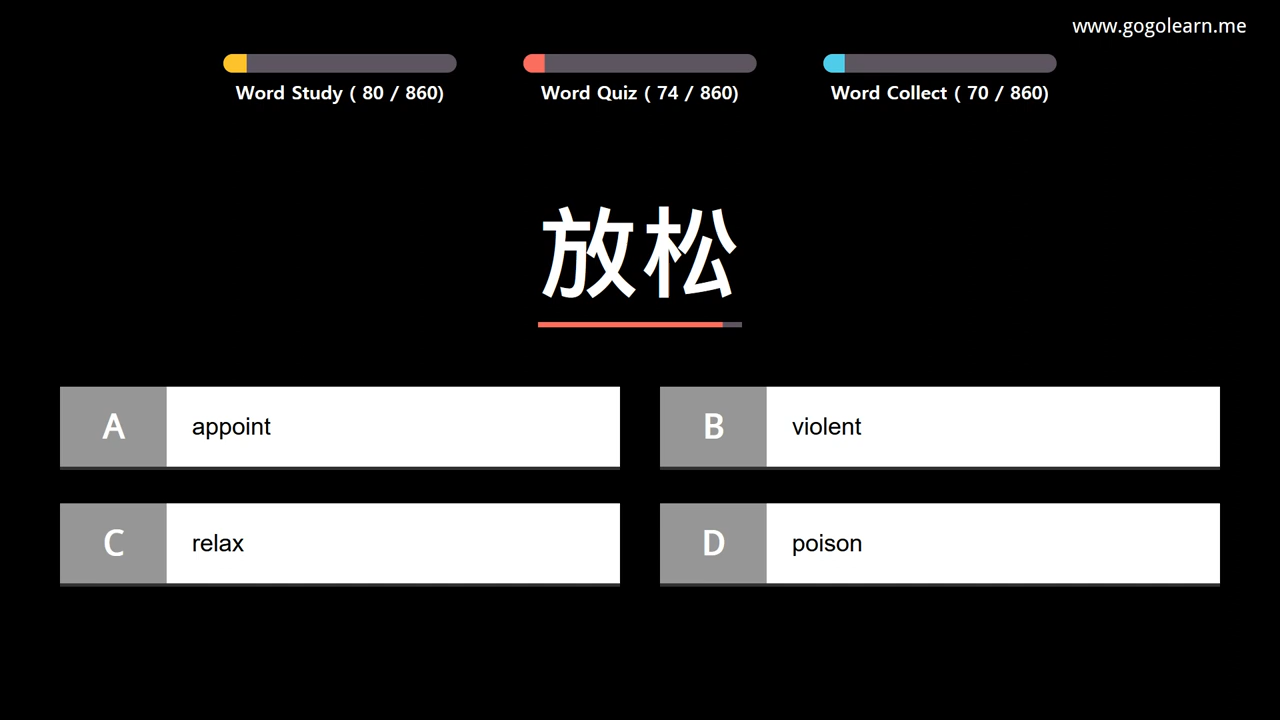 www.gogolearn.me
Word Study ( 80 / 860)
Word Quiz ( 74 / 860)
Word Collect ( 70 / 860)
放松
A appoint
B violent
C relax
D poison